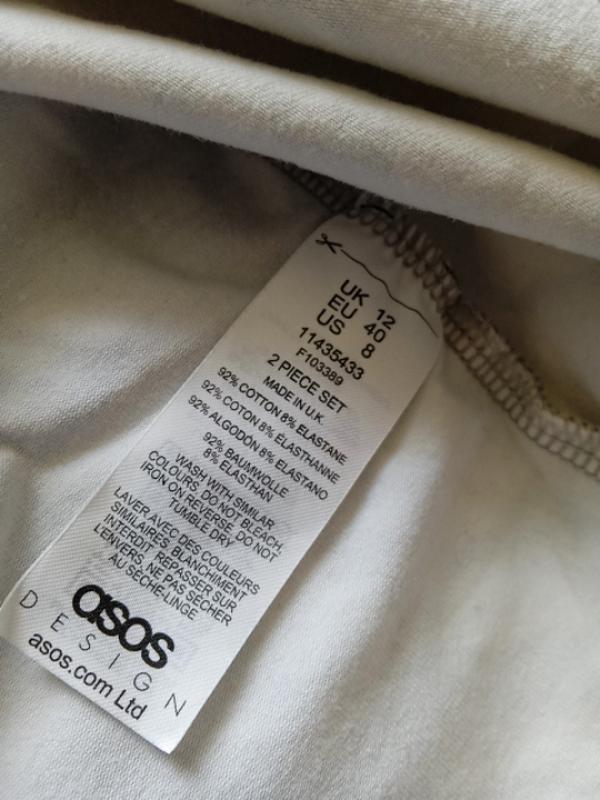 UK 12
EU 40
US 8
11435433
F103389
2 PIECE SET
MADE IN U.K.
92% COTTON 8% ELASTANE
92% COTON 8% ÉLASTHANNE
92% ALGODÓN 8% ELASTANO
92% BAUMWOLLE
8% ELASTHAN
WASH WITH SIMILAR
COLOURS, DO NOT BLEACH,
IRON ON REVERSE, DO NOT
TUMBLE DRY
LAVER AVEC DES COULEURS
SIMILAIRES, BLANCHIMENT
INTERDIT, REPASSER SUR
L'ENVERS, NE PAS SÉCHER
AU SÈCHE-LINGE
asos
DESIGN
asos.com Ltd